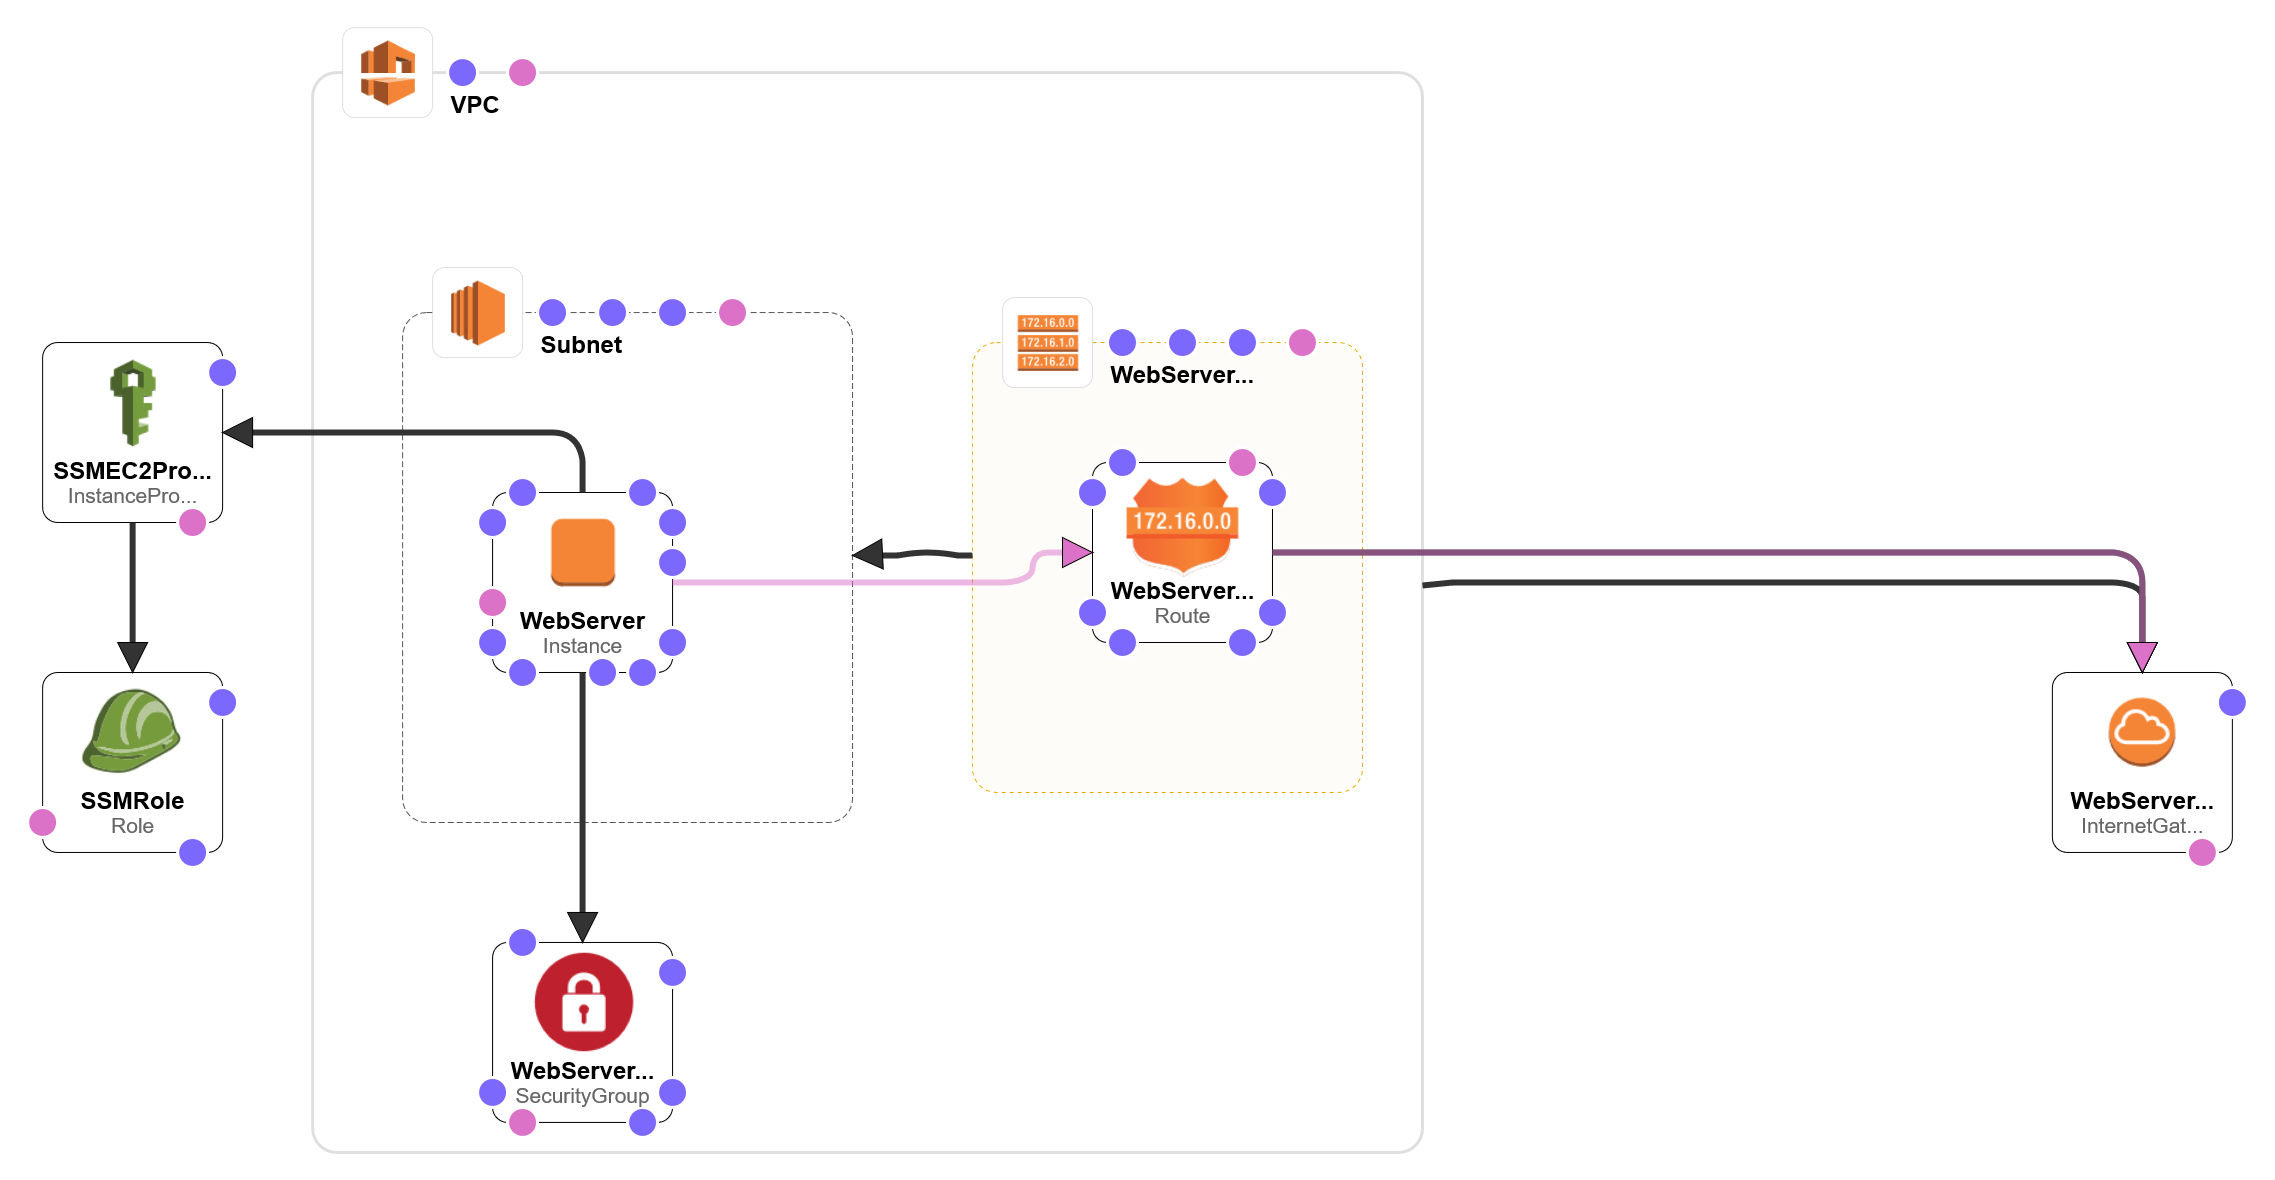 VPC
Subnet
172.16.0.0
172.16.1.0
172.16.2.0
WebServer...
SSMEC2Pro...
InstancePro...
WebServer
Instance
172.16.0.0
WebServer...
Route
SSMRole
Role
WebServer...
InternetGat...
WebServer...
SecurityGroup